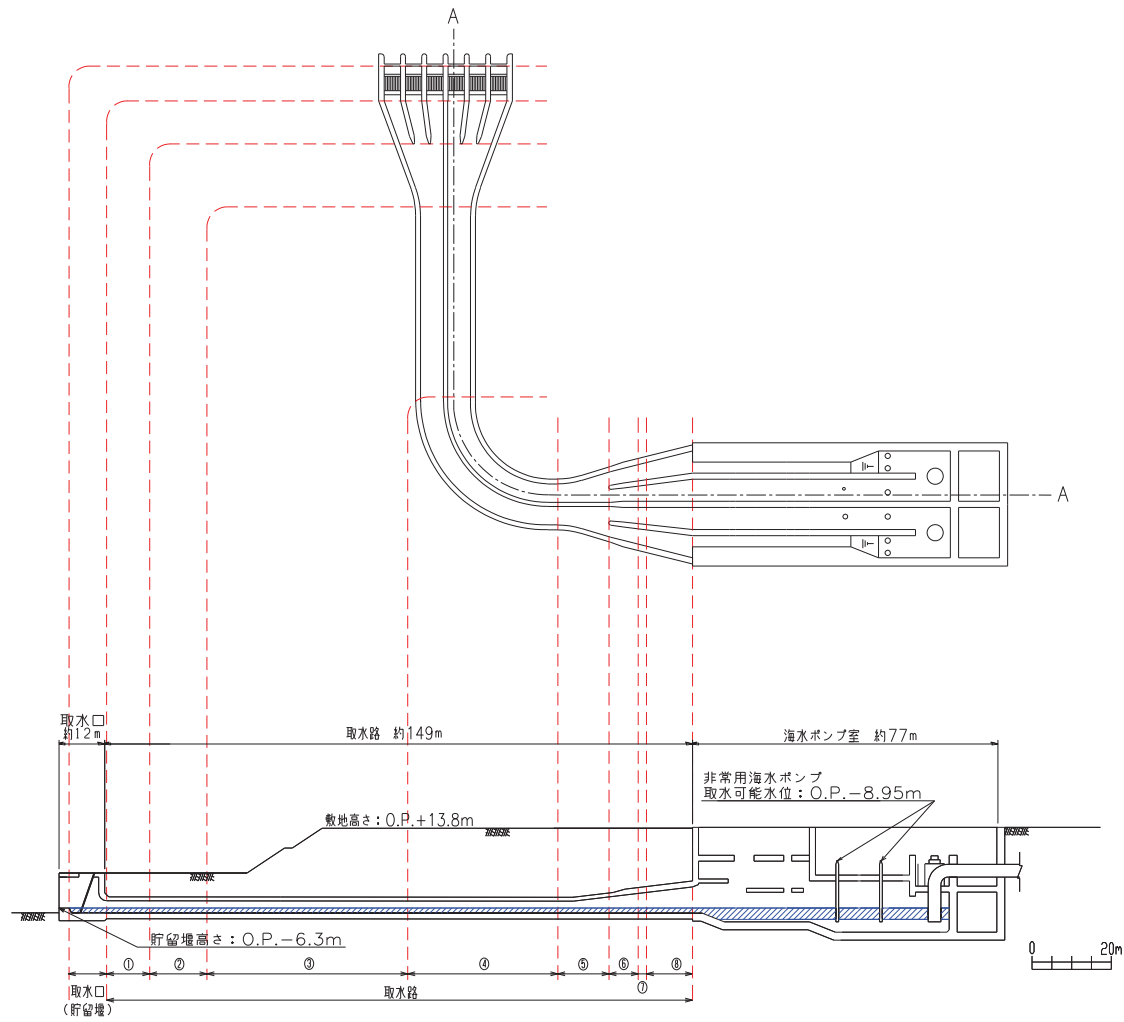 A
A
取水口
約12m
取水路 約149m
海水ポンプ室 約77m
非常用海水ポンプ
取水可能水位:O.P.-8.95m
敷地高さ:O.P.+13.8m
貯留堰高さ:O.P.-6.3m
0 20m
① ② ③ ④ ⑤ ⑥ ⑦ ⑧
取水口
(貯留堰)
取水路